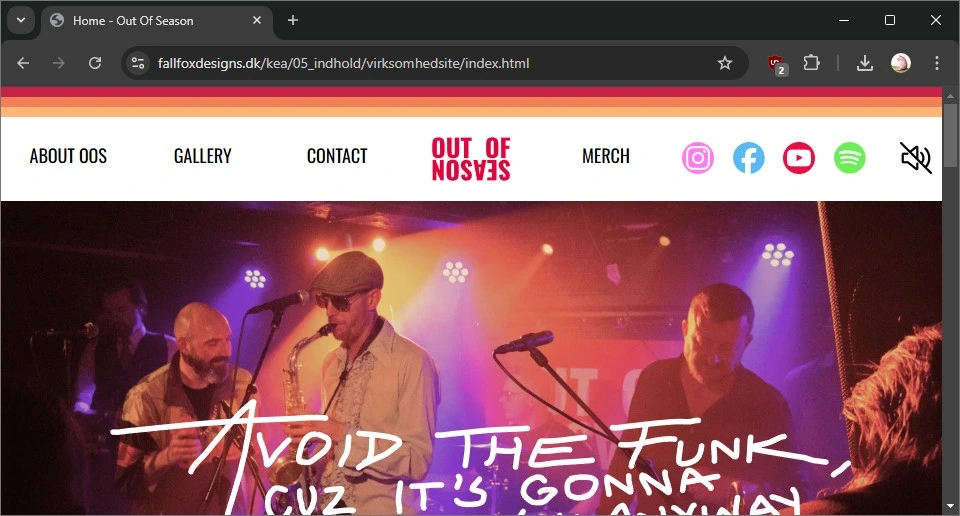 Home - Out Of Season
fallfoxdesigns.dk/kea/05_indhold/virksomhedsite/index.html
2
ABOUT OOS
GALLERY
CONTACT
OUT OF
SEASON
MERCH
AVOID THE FUNK,
CUZ IT'S GONNA
ANYWAY